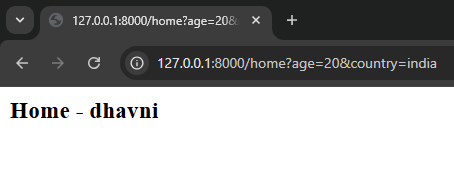 127.0.0.1:8000/home?age=20&
127.0.0.1:8000/home?age=20&country=india
Home - dhavni